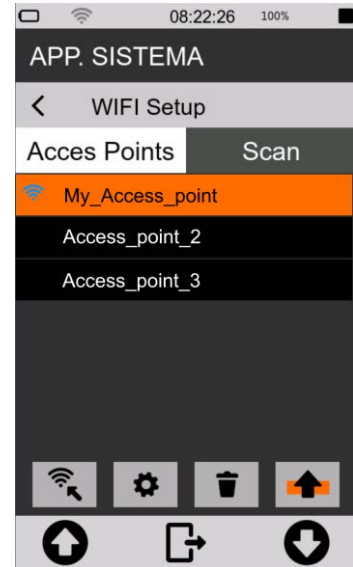 08:22:26 100%
APP. SISTEMA
WIFI Setup
Acces Points Scan
My_Access_point
Access_point_2
Access_point_3